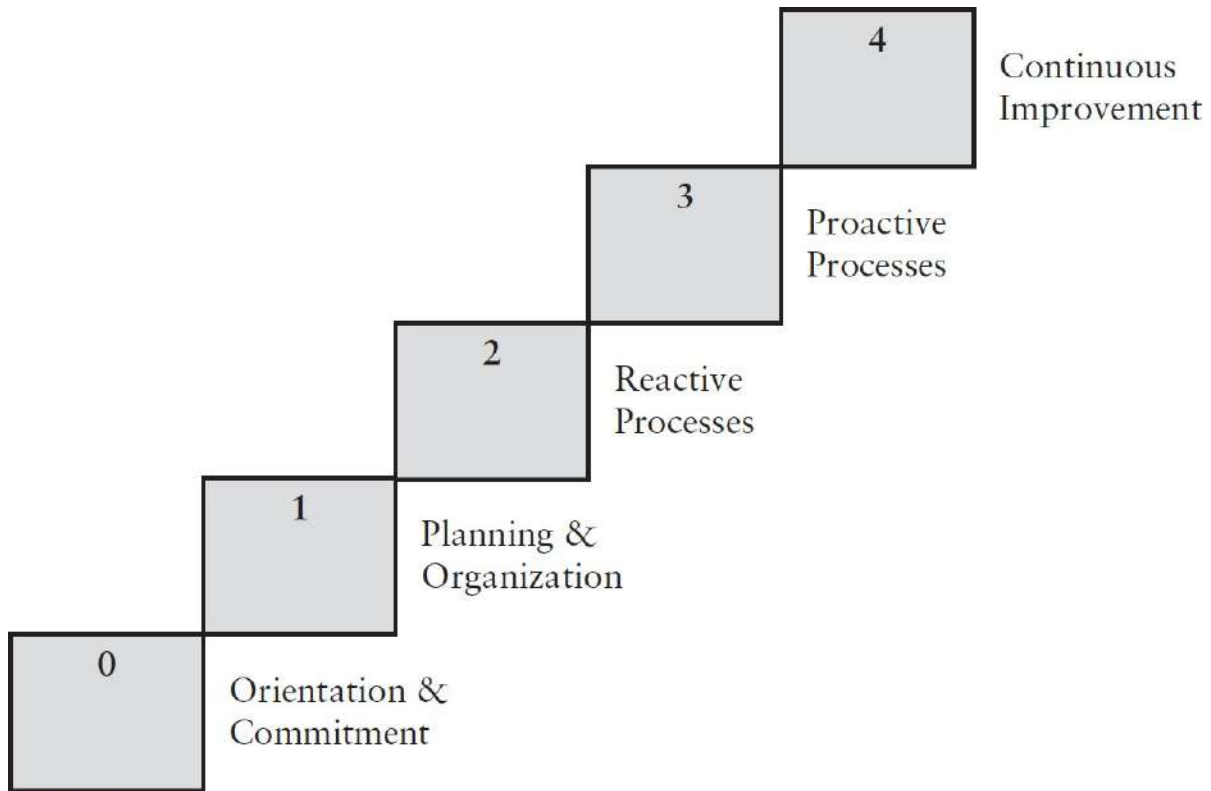 4
Continuous
Improvement
3
Proactive
Processes
2
Reactive
Processes
1
Planning &
Organization
0
Orientation &
Commitment